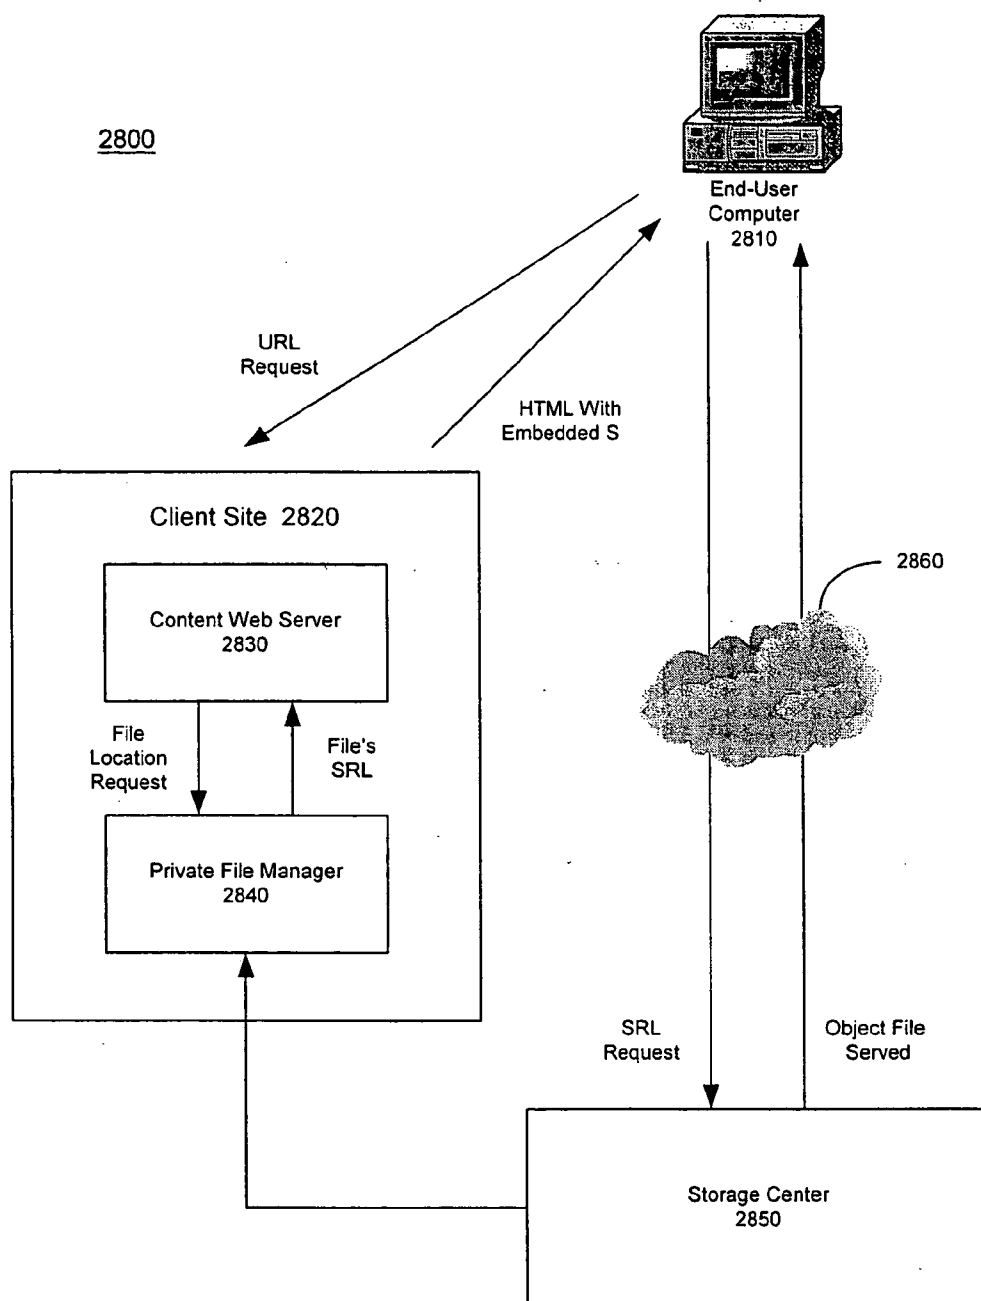 2800
End-User
Computer
2810
URL
Request
HTML With
Embedded S
Client Site 2820
2860
Content Web Server
2830
File
Location
Request
File's
SRL
Private File Manager
2840
SRL
Request
Object File
Served
Storage Center
2850